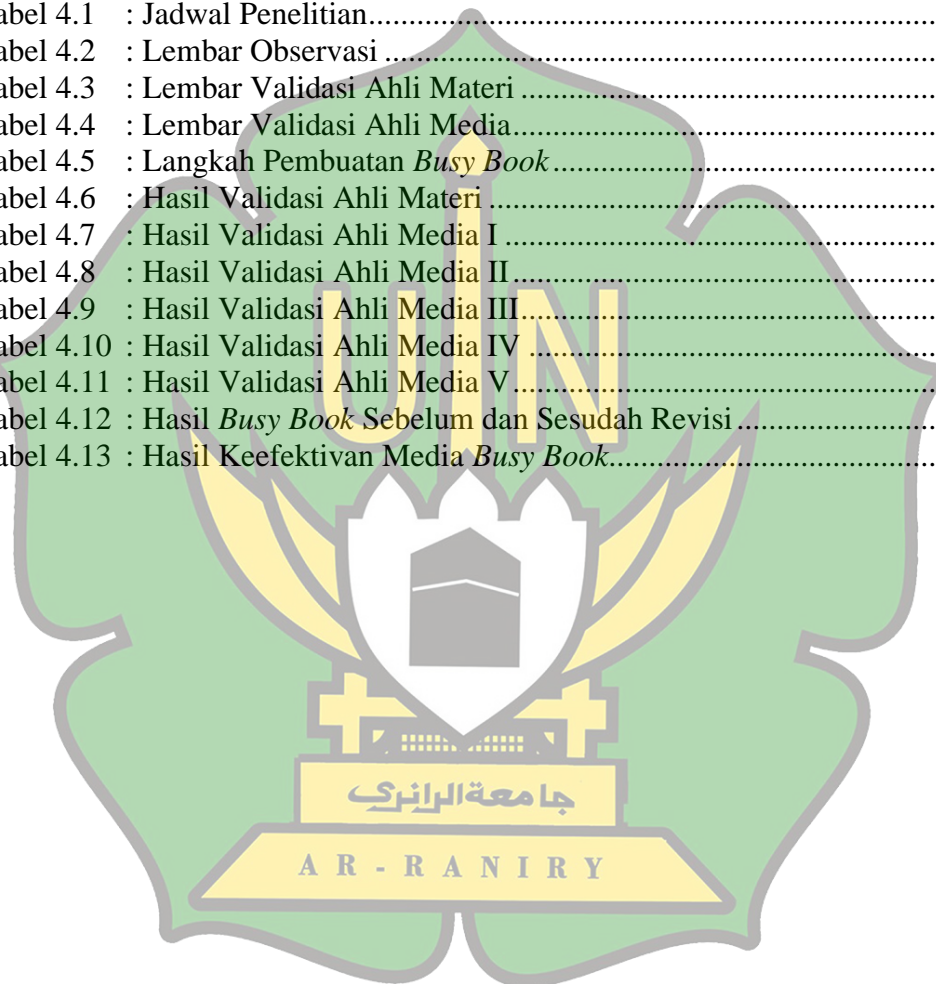 abel 4.1 : Jadwal Penelitian......................................................................
abel 4.2 : Lembar Observasi ....................................................................
abel 4.3 : Lembar Validasi Ahli Materi ...................................................
abel 4.4 : Lembar Validasi Ahli Media....................................................
abel 4.5 : Langkah Pembuatan Busy Book...............................................
abel 4.6 : Hasil Validasi Ahli Materi .......................................................
abel 4.7 : Hasil Validasi Ahli Media I .....................................................
abel 4.8 : Hasil Validasi Ahli Media II....................................................
abel 4.9 : Hasil Validasi Ahli Media III...................................................
abel 4.10 : Hasil Validasi Ahli Media IV ..................................................
abel 4.11 : Hasil Validasi Ahli Media V....................................................
abel 4.12 : Hasil Busy Book Sebelum dan Sesudah Revisi.........................
abel 4.13 : Hasil Keefektivan Media Busy Book.........................................
UIN
جامعةالرانري
AR - RANIRY